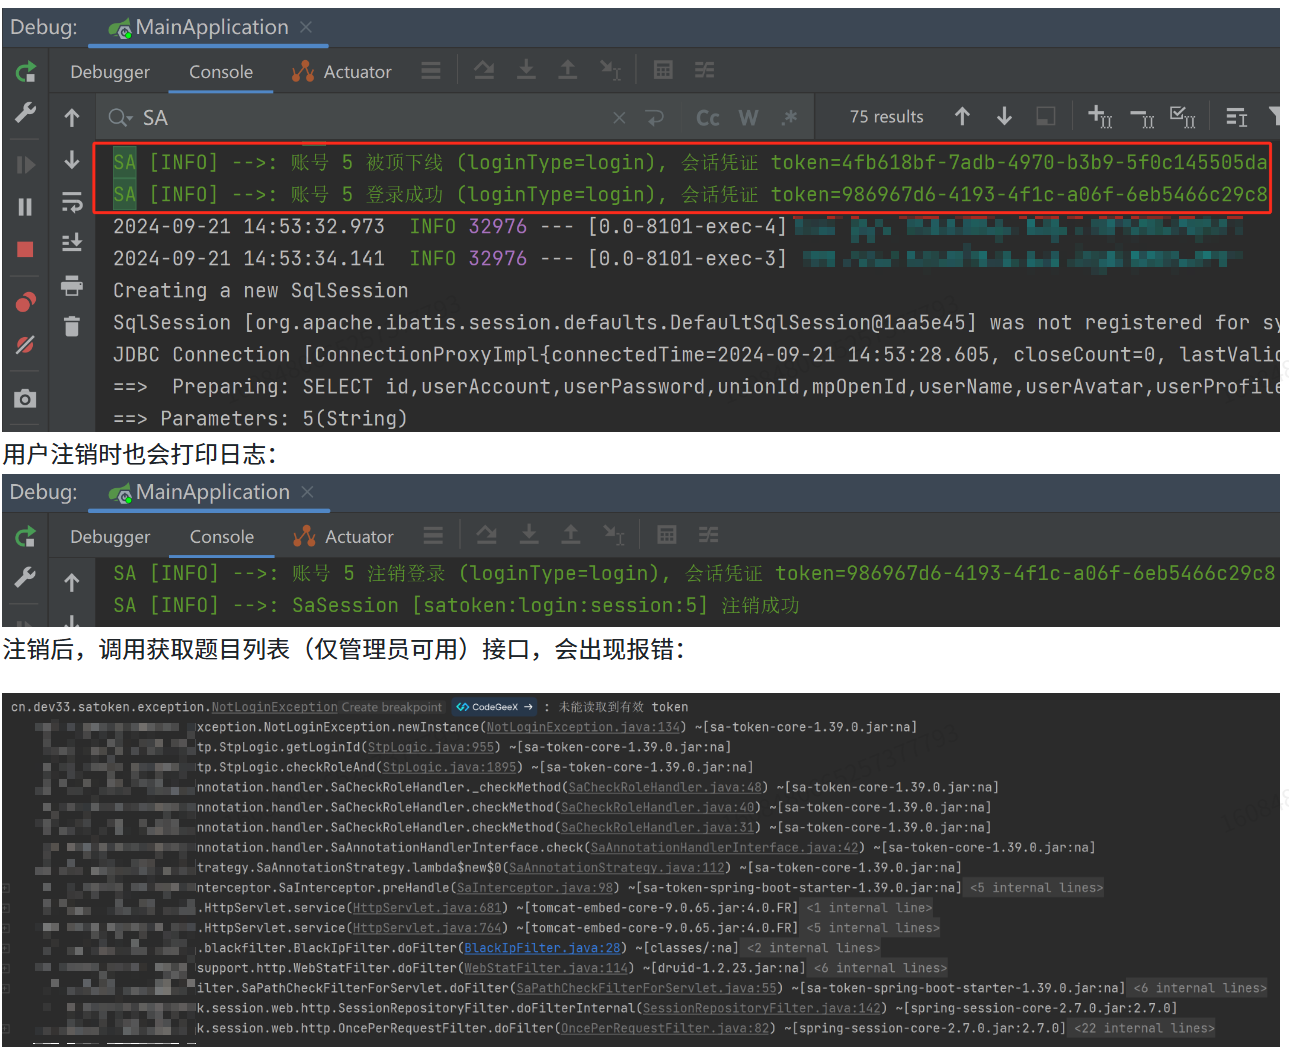 Debug: MainApplication ×
Debugger Console Actuator
SA × Cc W .* 75 results
SA [INFO] -->: 账号 5 被顶下线 (loginType=login), 会话凭证 token=4fb618bf-7adb-4970-b3b9-5f0c145505da
SA [INFO] -->: 账号 5 登录成功 (loginType=login), 会话凭证 token=986967d6-4193-4f1c-a06f-6eb5466c29c8
2024-09-21 14:53:32.973 INFO 32976 --- [0.0-8101-exec-4]
2024-09-21 14:53:34.141 INFO 32976 --- [0.0-8101-exec-3]
Creating a new SqlSession
SqlSession [org.apache.ibatis.session.defaults.DefaultSqlSession@1aa5e45] was not registered for sy
JDBC Connection [ConnectionProxyImpl{connectedTime=2024-09-21 14:53:28.605, closeCount=0, lastValid
==> Preparing: SELECT id,userAccount,userPassword,unionId,mpOpenId,userName,userAvatar,userProfile
==> Parameters: 5(String)
用户注销时也会打印日志：
Debug: MainApplication ×
Debugger Console Actuator
SA [INFO] -->: 账号 5 注销登录 (loginType=login), 会话凭证 token=986967d6-4193-4f1c-a06f-6eb5466c29c8
SA [INFO] -->: SaSession [satoken:login:session:5] 注销成功
注销后，调用获取题目列表（仅管理员可用）接口，会出现报错：
cn.dev33.satoken.exception.NotLoginException Create breakpoint CodeGeeX → : 未能读取到有效 token
xception.NotLoginException.newInstance(NotLoginException.java:134) ~[sa-token-core-1.39.0.jar:na]
tp.StpLogic.getLoginId(StpLogic.java:955) ~[sa-token-core-1.39.0.jar:na]
tp.StpLogic.checkRoleAnd(StpLogic.java:1895) ~[sa-token-core-1.39.0.jar:na]
nnotation.handler.SaCheckRoleHandler._checkMethod(SaCheckRoleHandler.java:48) ~[sa-token-core-1.39.0.jar:na]
nnotation.handler.SaCheckRoleHandler.checkMethod(SaCheckRoleHandler.java:40) ~[sa-token-core-1.39.0.jar:na]
nnotation.handler.SaCheckRoleHandler.checkMethod(SaCheckRoleHandler.java:31) ~[sa-token-core-1.39.0.jar:na]
nnotation.handler.SaAnnotationHandlerInterface.check(SaAnnotationHandlerInterface.java:42) ~[sa-token-core-1.39.0.jar:na]
trategy.SaAnnotationStrategy.lambda$new$0(SaAnnotationStrategy.java:112) ~[sa-token-core-1.39.0.jar:na]
nterceptor.SaInterceptor.preHandle(SaInterceptor.java:98) ~[sa-token-spring-boot-starter-1.39.0.jar:na] <5 internal lines>
.HttpServlet.service(HttpServlet.java:681) ~[tomcat-embed-core-9.0.65.jar:4.0.FR] <1 internal line>
.HttpServlet.service(HttpServlet.java:764) ~[tomcat-embed-core-9.0.65.jar:4.0.FR] <5 internal lines>
.blackfilter.BlackIpFilter.doFilter(BlackIpFilter.java:28) ~[classes/:na] <2 internal lines>
support.http.WebStatFilter.doFilter(WebStatFilter.java:114) ~[druid-1.2.23.jar:na] <6 internal lines>
ilter.SaPathCheckFilterForServlet.doFilter(SaPathCheckFilterForServlet.java:55) ~[sa-token-spring-boot-starter-1.39.0.jar:na] <6 internal lines>
k.session.web.http.SessionRepositoryFilter.doFilterInternal(SessionRepositoryFilter.java:142) ~[spring-session-core-2.7.0.jar:2.7.0]
k.session.web.http.OncePerRequestFilter.doFilter(OncePerRequestFilter.java:82) ~[spring-session-core-2.7.0.jar:2.7.0] <22 internal lines>